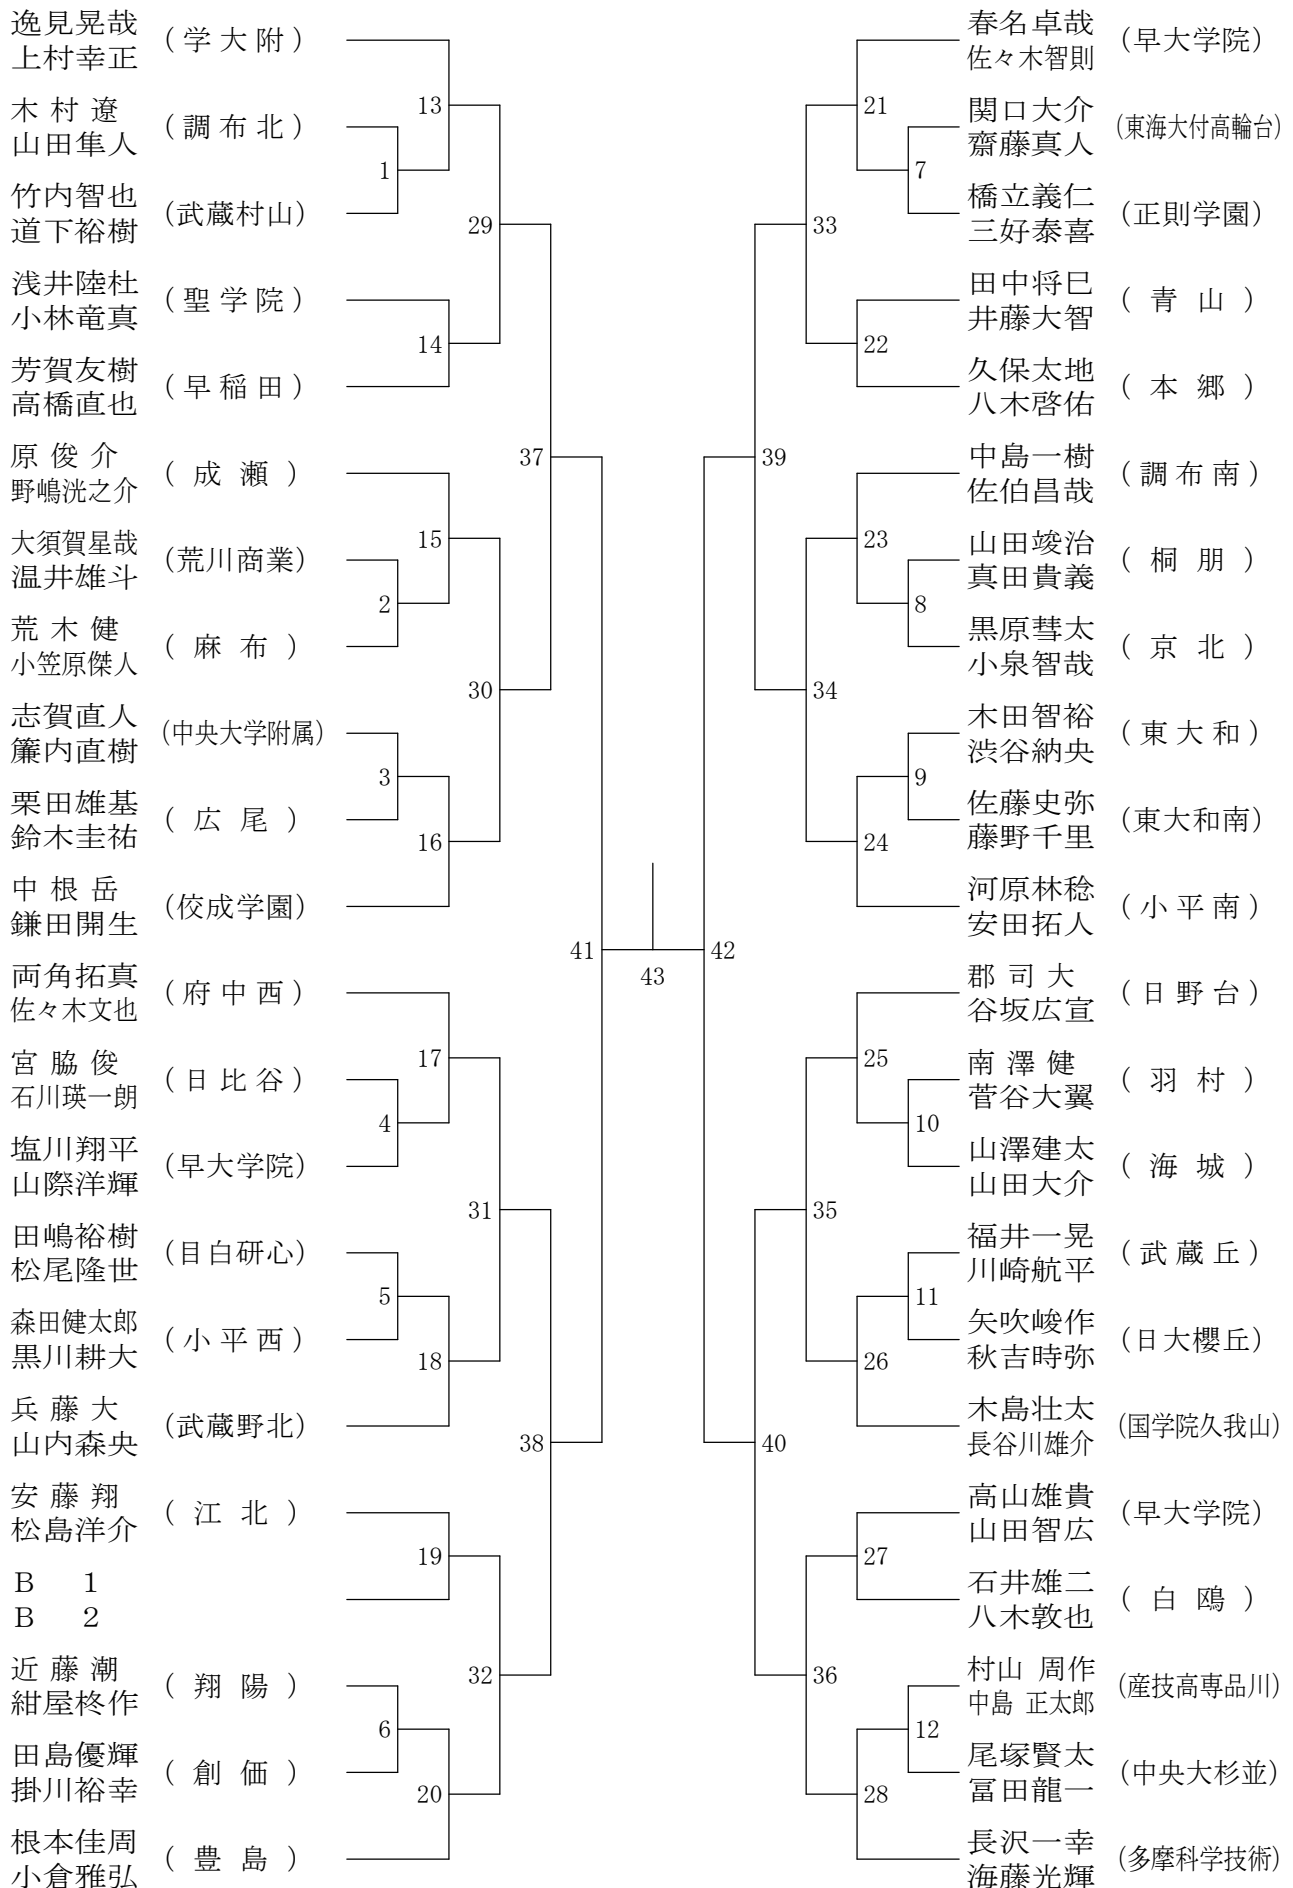 逸見晃哉
上村幸正
(学大附)
木村遼
山田隼人
(調布北)
竹内智也
道下裕樹
(武蔵村山)
浅井陸杜
小林竜真
(聖学院)
芳賀友樹
高橋直也
(早稲田)
原俊介
野嶋洸之介
(成瀬)
大須賀星哉
温井雄斗
(荒川商業)
荒木健
小笠原傑人
(麻布)
志賀直人
簾内直樹
(中央大学附属)
栗田雄基
鈴木圭祐
(広尾)
中根岳
鎌田開生
(佼成学園)
両角拓真
佐々木文也
(府中西)
宮脇俊
石川瑛一朗
(日比谷)
塩川翔平
山際洋輝
(早大学院)
田嶋裕樹
松尾隆世
(目白研心)
森田健太郎
黒川耕大
(小平西)
兵藤大
山内森央
(武蔵野北)
安藤翔
松島洋介
(江北)
B 1
B 2
近藤潮
紺屋柊作
(翔陽)
田島優輝
掛川裕幸
(創価)
根本佳周
小倉雅弘
(豊島)
1
2
3
4
5
6
13
14
15
16
17
18
19
20
29
30
31
32
37
38
41
43
42
39
40
33
34
35
36
21
22
23
24
25
26
27
28
7
8
9
10
11
12
春名卓哉
佐々木智則
(早大学院)
関口大介
齋藤真人
(東海大付高輪台)
橋立義仁
三好泰喜
(正則学園)
田中将巳
井藤大智
(青山)
久保太地
八木啓佑
(本郷)
中島一樹
佐伯昌哉
(調布南)
山田竣治
真田貴義
(桐朋)
黒原彗太
小泉智哉
(京北)
木田智裕
渋谷納央
(東大和)
佐藤史弥
藤野千里
(東大和南)
河原林稔
安田拓人
(小平南)
郡司大
谷坂広宣
(日野台)
南澤健
菅谷大翼
(羽村)
山澤建太
山田大介
(海城)
福井一晃
川崎航平
(武蔵丘)
矢吹峻作
秋吉時弥
(日大櫻丘)
木島壮太
長谷川雄介
(国学院久我山)
高山雄貴
山田智広
(早大学院)
石井雄二
八木敦也
(白鴎)
村山 周作
中島 正太郎
(産技高専品川)
尾塚賢太
冨田龍一
(中央大杉並)
長沢一幸
海藤光輝
(多摩科学技術)